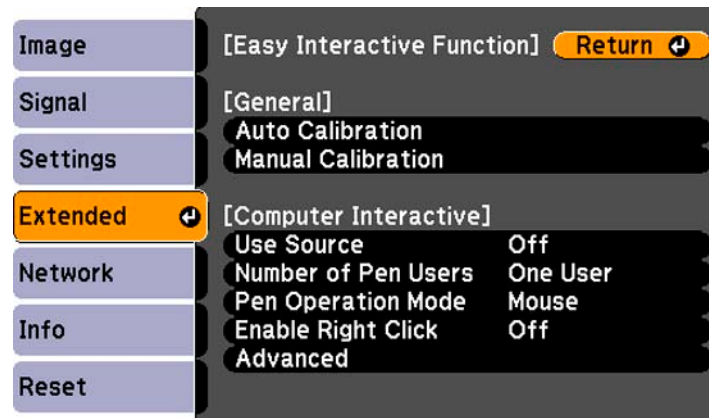 Image
Signal
Settings
Extended
Network
Info
Reset
[Easy Interactive Function] Return
[General]
Auto Calibration
Manual Calibration
[Computer Interactive]
Use Source Off
Number of Pen Users One User
Pen Operation Mode Mouse
Enable Right Click Off
Advanced